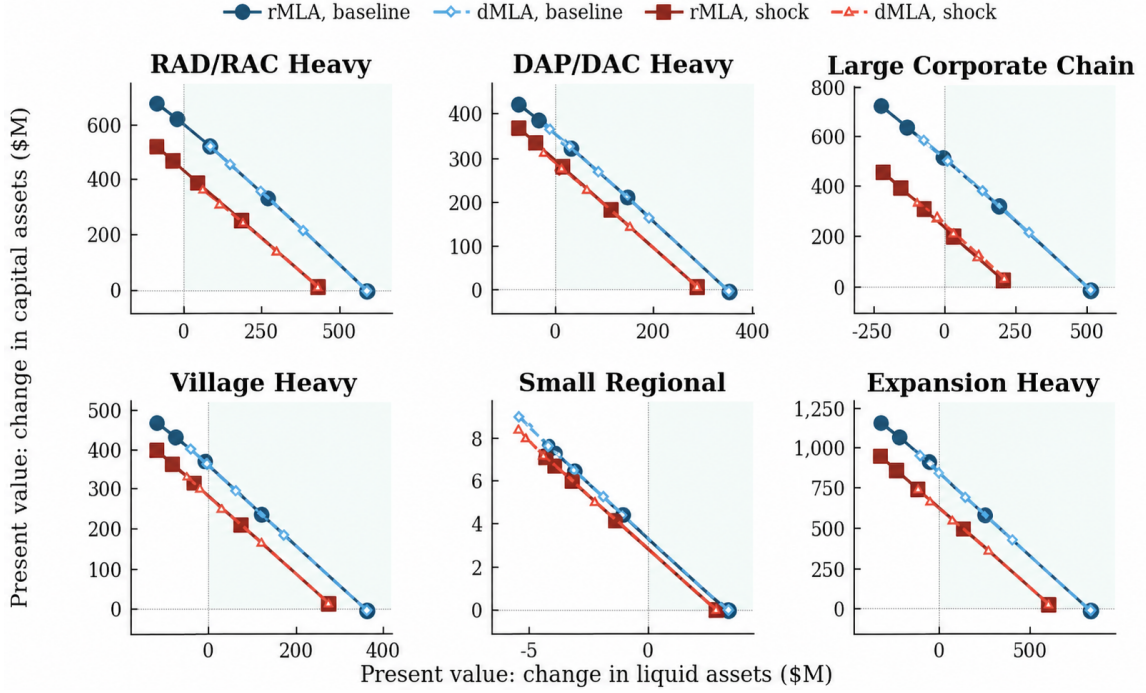 rMLA, baseline dMLA, baseline rMLA, shock dMLA, shock
RAD/RAC Heavy
600
400
200
0
0 250 500
DAP/DAC Heavy
400
300
200
100
0
0 200 400
Large Corporate Chain
800
600
400
200
0
-250 0 250 500
Village Heavy
500
400
300
200
100
0
0 200 400
Small Regional
8
6
4
2
0
-5 0
Expansion Heavy
1,250
1,000
750
500
250
0
0 500
Present value: change in capital assets ($M)
Present value: change in liquid assets ($M)